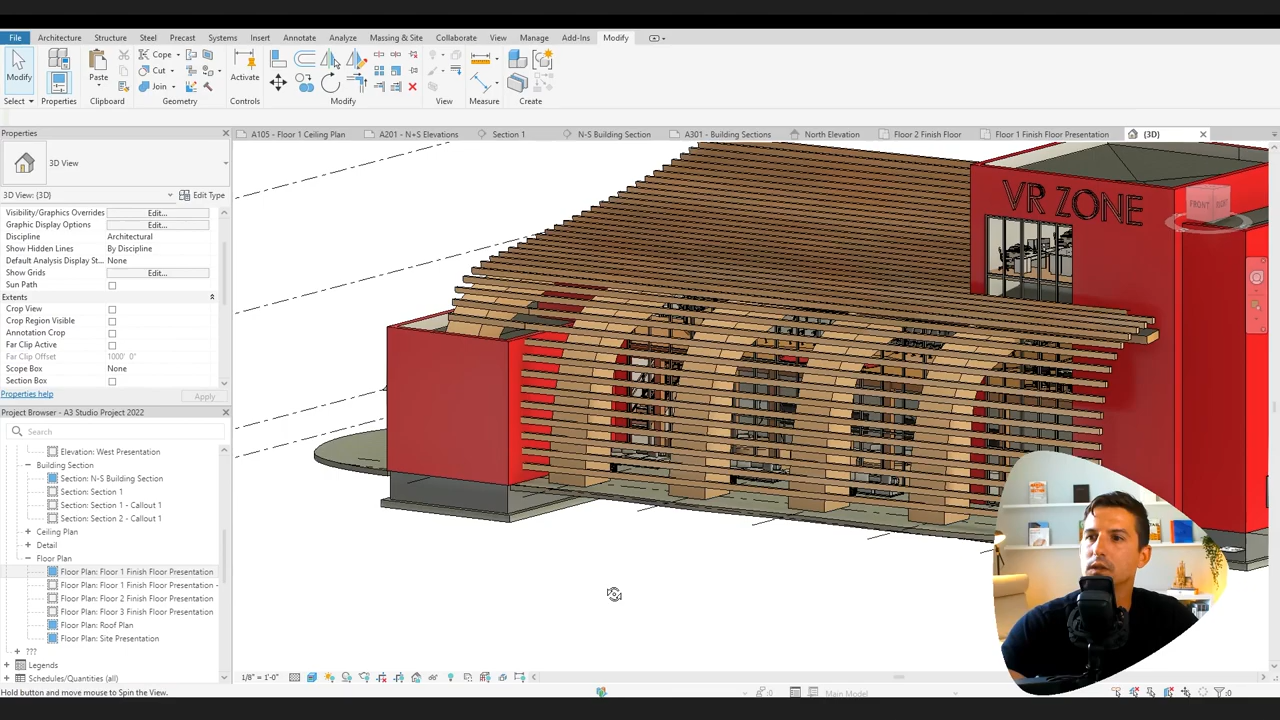 File Architecture Structure Steel Precast Systems Insert Annotate Analyze Massing & Site Collaborate View Manage Add-Ins Modify
Modify
Paste
Cope
Cut
Join
Activate
Select Properties Clipboard Geometry Controls Modify View Measure Create
Properties
A105 - Floor 1 Ceiling Plan A201 - N+S Elevations Section 1 N-S Building Section A301 - Building Sections North Elevation Floor 2 Finish Floor Floor 1 Finish Floor Presentation (3D)
3D View
3D View: (3D) Edit Type
Visibility/Graphics Overrides Edit...
Graphic Display Options Edit...
Discipline Architectural
Show Hidden Lines By Discipline
Default Analysis Display St... None
Show Grids Edit...
Sun Path
Extents
Crop View
Crop Region Visible
Annotation Crop
Far Clip Active
Far Clip Offset 1000' 0"
Scope Box None
Section Box
Properties help Apply
VR ZONE
FRONT
Project Browser - A3 Studio Project 2022
Search
Elevation: West Presentation
Building Section
Section: N-S Building Section
Section: Section 1
Section: Section 1 - Callout 1
Section: Section 2 - Callout 1
Ceiling Plan
Detail
Floor Plan
Floor Plan: Floor 1 Finish Floor Presentation
Floor Plan: Floor 1 Finish Floor Presentation -
Floor Plan: Floor 2 Finish Floor Presentation
Floor Plan: Floor 3 Finish Floor Presentation
Floor Plan: Roof Plan
Floor Plan: Site Presentation
???
Legends
Schedules/Quantities (all)
1/8" = 1'-0"
Hold button and move mouse to Spin the View. :0 Main Model :0